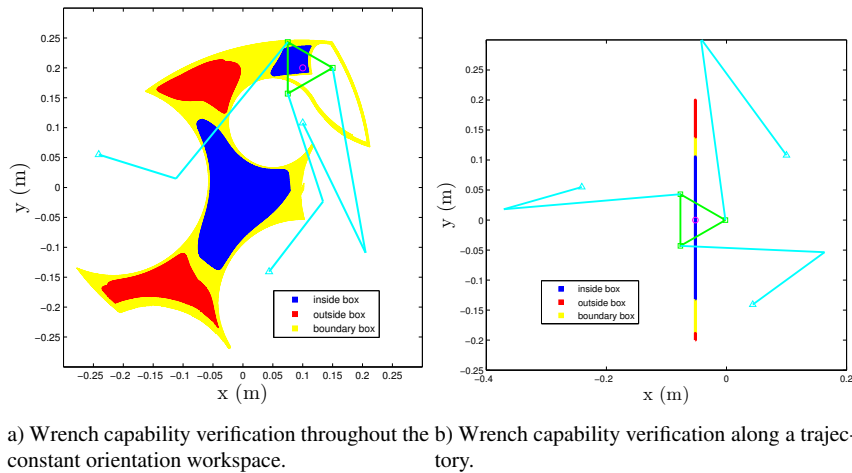 0.25
0.2
0.15
0.1
0.05
0
−0.05
−0.1
−0.15
−0.2
−0.25
y (m)
−0.25 −0.2 −0.15 −0.1 −0.05 0 0.05 0.1 0.15 0.2 0.25
x (m)
inside box
outside box
boundary box
0.3
0.25
0.2
0.15
0.1
0.05
0
−0.05
−0.1
−0.15
−0.2
−0.25
y (m)
−0.4 −0.2 0 0.2
x (m)
inside box
outside box
boundary box
a) Wrench capability verification throughout the
constant orientation workspace.
b) Wrench capability verification along a trajec-
tory.